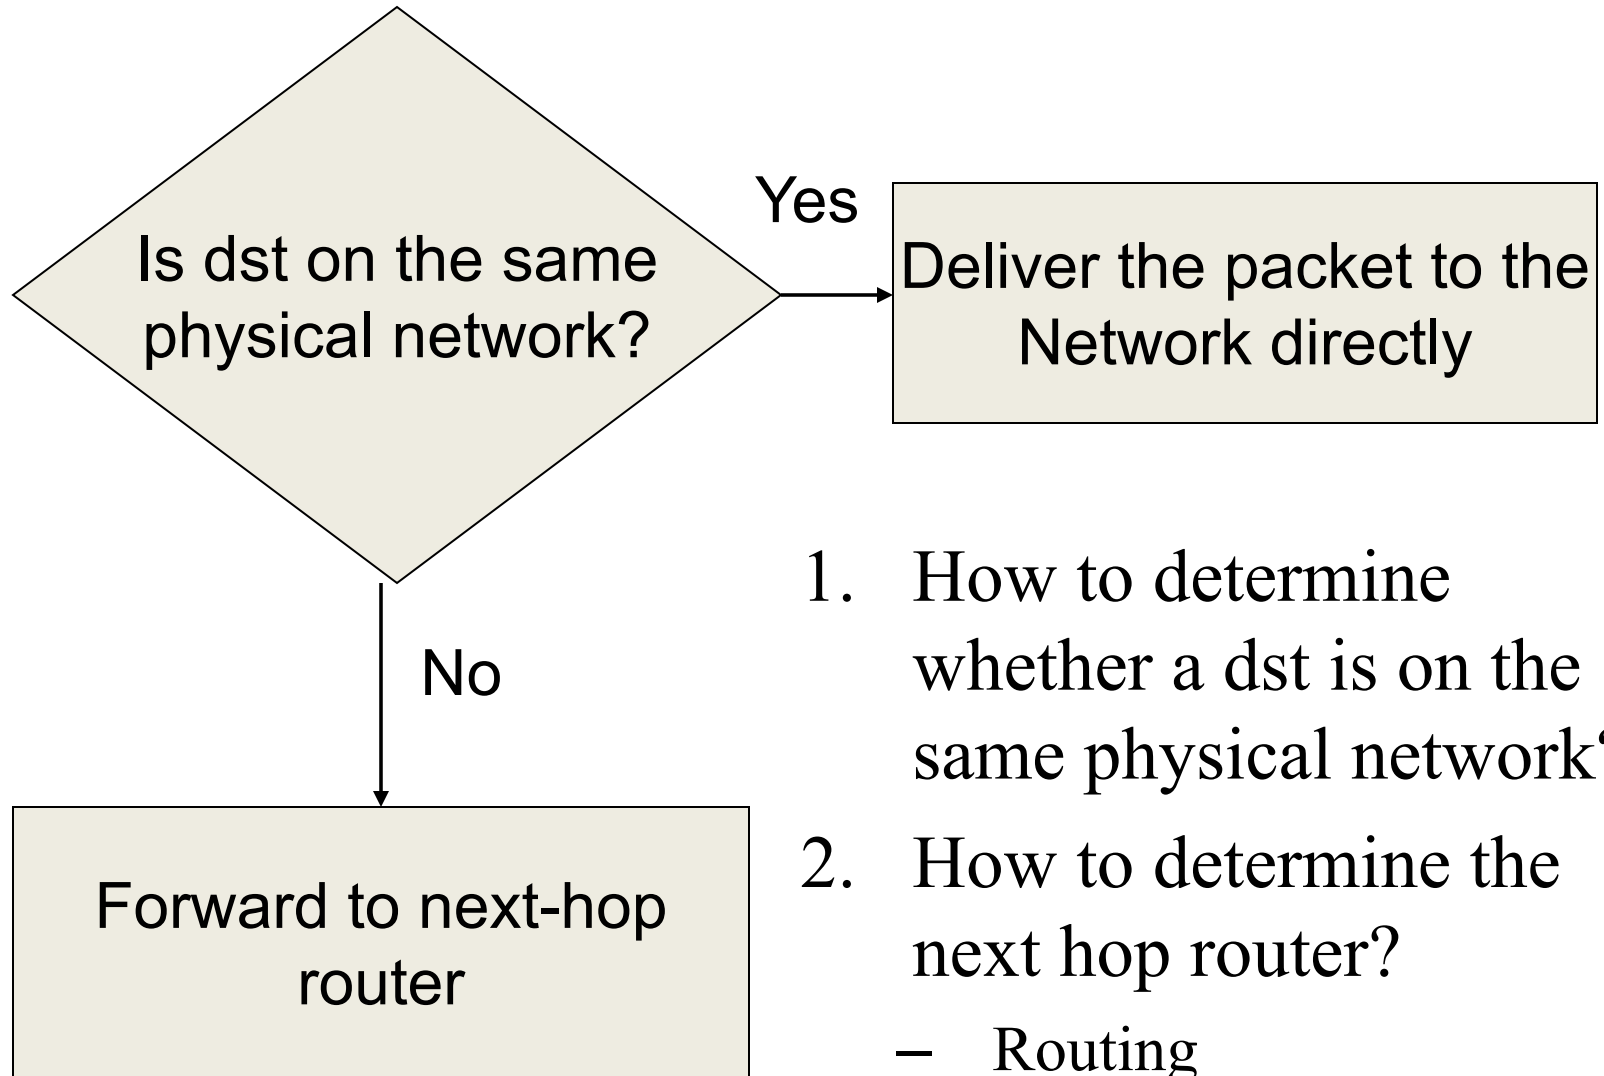 Is dst on the same
physical network?
Yes
Deliver the packet to the
Network directly
No
Forward to next-hop
router
1. How to determine
whether a dst is on the
same physical network?
2. How to determine the
next hop router?
– Routing